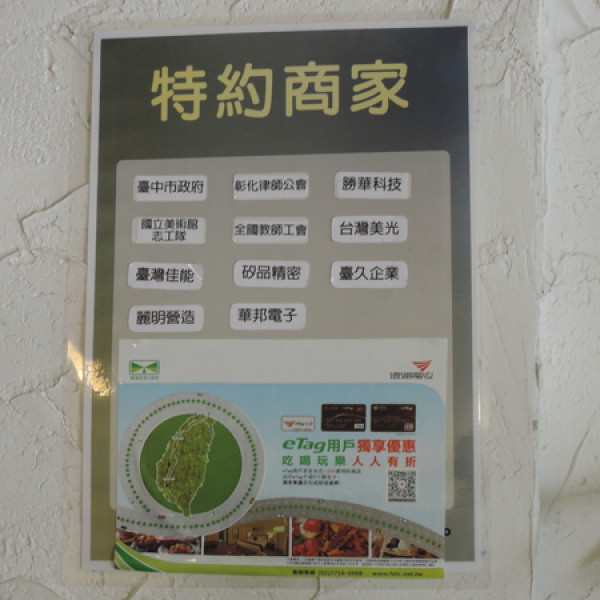 特約商家
臺中市政府
彰化律師公會
勝華科技
國立美術館
志工隊
全國教師工會
台灣美光
臺灣佳能
矽品精密
臺久企業
麗明營造
華邦電子
遠通電收
eTag用戶獨享優惠
吃喝玩樂 人人有折
www.fetc.net.tw